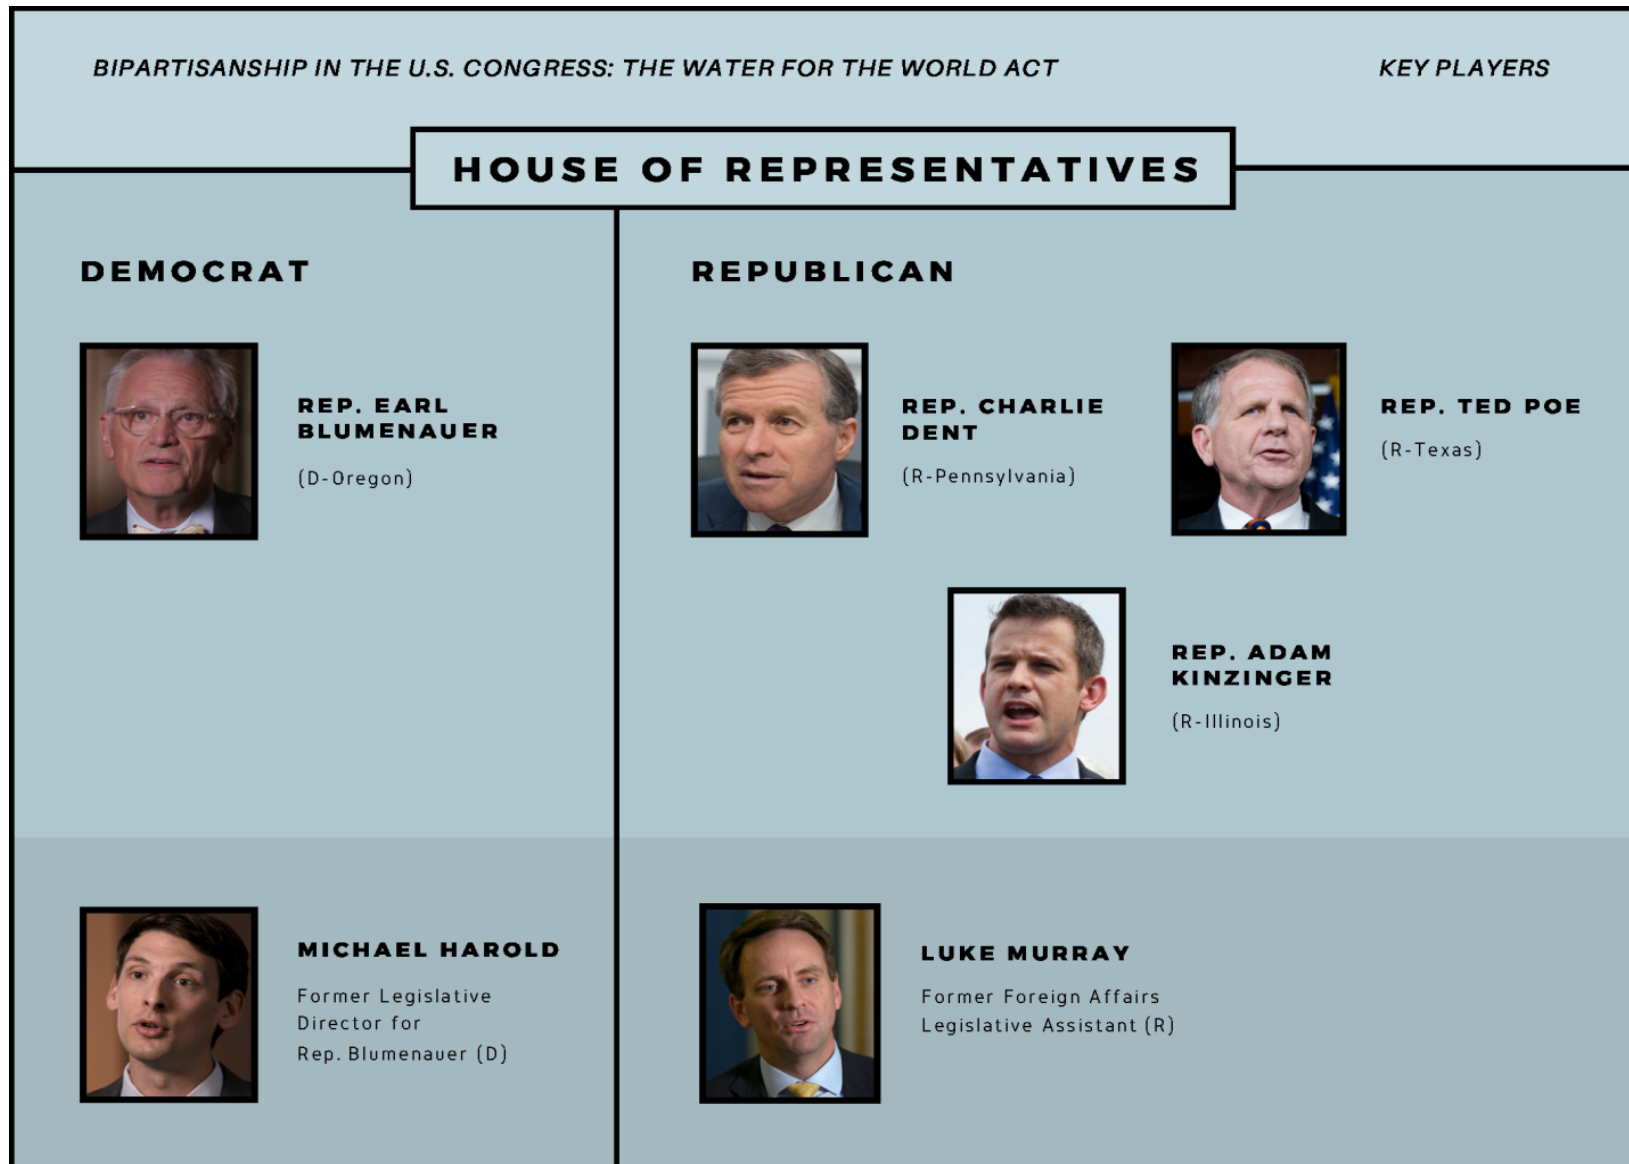 BIPARTISANSHIP IN THE U.S. CONGRESS: THE WATER FOR THE WORLD ACT
KEY PLAYERS
HOUSE OF REPRESENTATIVES
DEMOCRAT
REP. EARL
BLUMENAUER
(D-Oregon)
REPUBLICAN
REP. CHARLIE
DENT
(R-Pennsylvania)
REP. TED POE
(R-Texas)
REP. ADAM
KINZINGER
(R-Illinois)
MICHAEL HAROLD
Former Legislative
Director for
Rep. Blumenauer (D)
LUKE MURRAY
Former Foreign Affairs
Legislative Assistant (R)